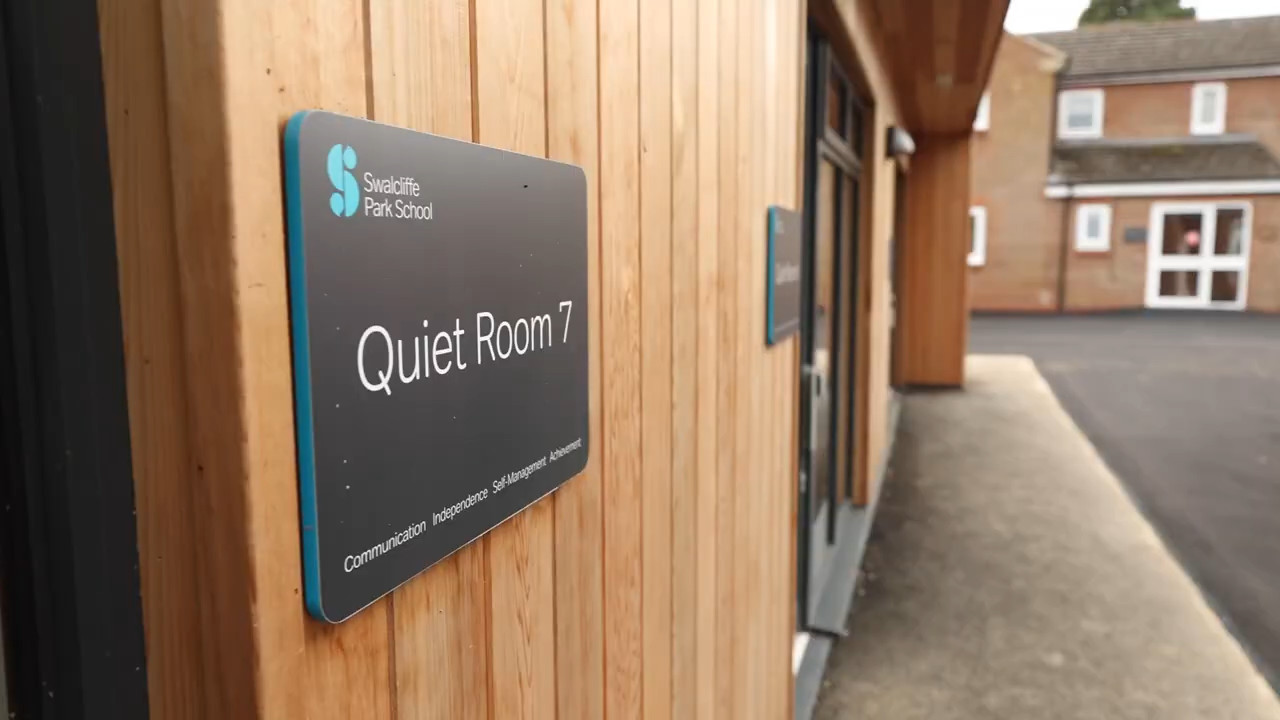 Swalcliffe
Park School
Quiet Room 7
Communication Independence Self-Management Achievement